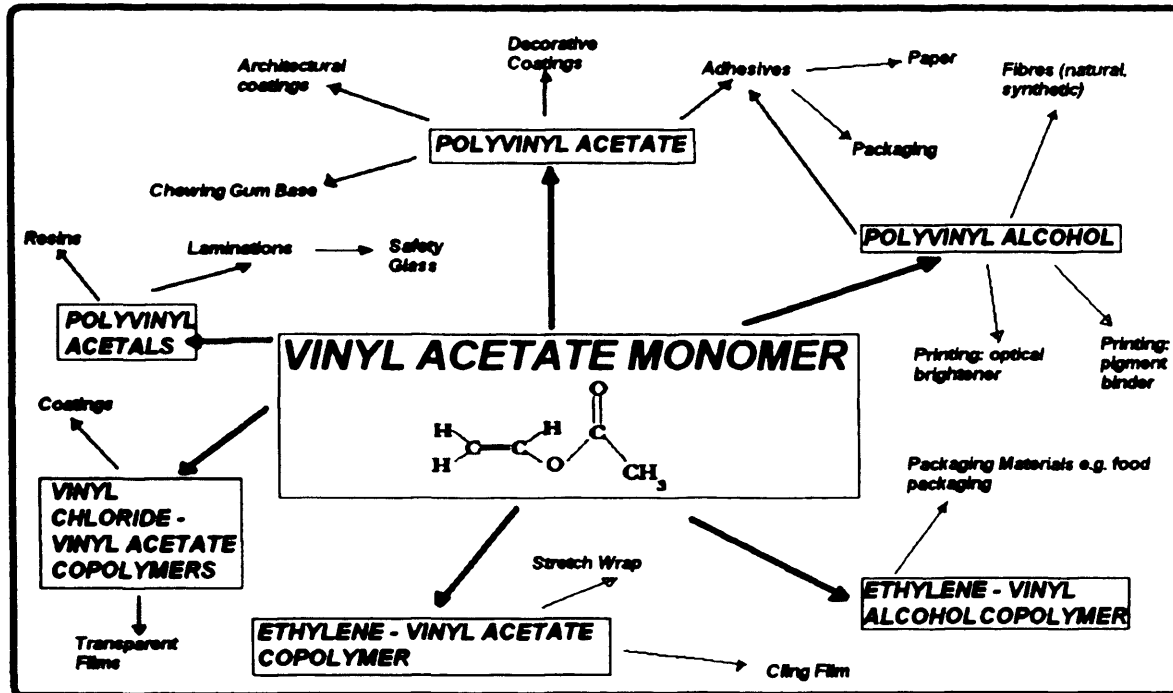 Decorative
Coatings
Architectural
coatings
Adhesives
Paper
Fibres (natural,
synthetic)
POLYVINYL ACETATE
Packaging
Chewing Gum Base
Resins
Laminations
Safety
Glass
POLYVINYL ALCOHOL
POLYVINYL
ACETALS
VINYL ACETATE MONOMER
Printing: optical
brightener
Printing:
pigment
binder
O
H
H
C
C
C
H
O
CH3
Coatings
Packaging Materials e.g. food
packaging
VINYL
CHLORIDE -
VINYL ACETATE
COPOLYMERS
Stretch Wrap
ETHYLENE - VINYL
ALCOHOL COPOLYMER
ETHYLENE - VINYL ACETATE
COPOLYMER
Transparent
Films
Cling Film